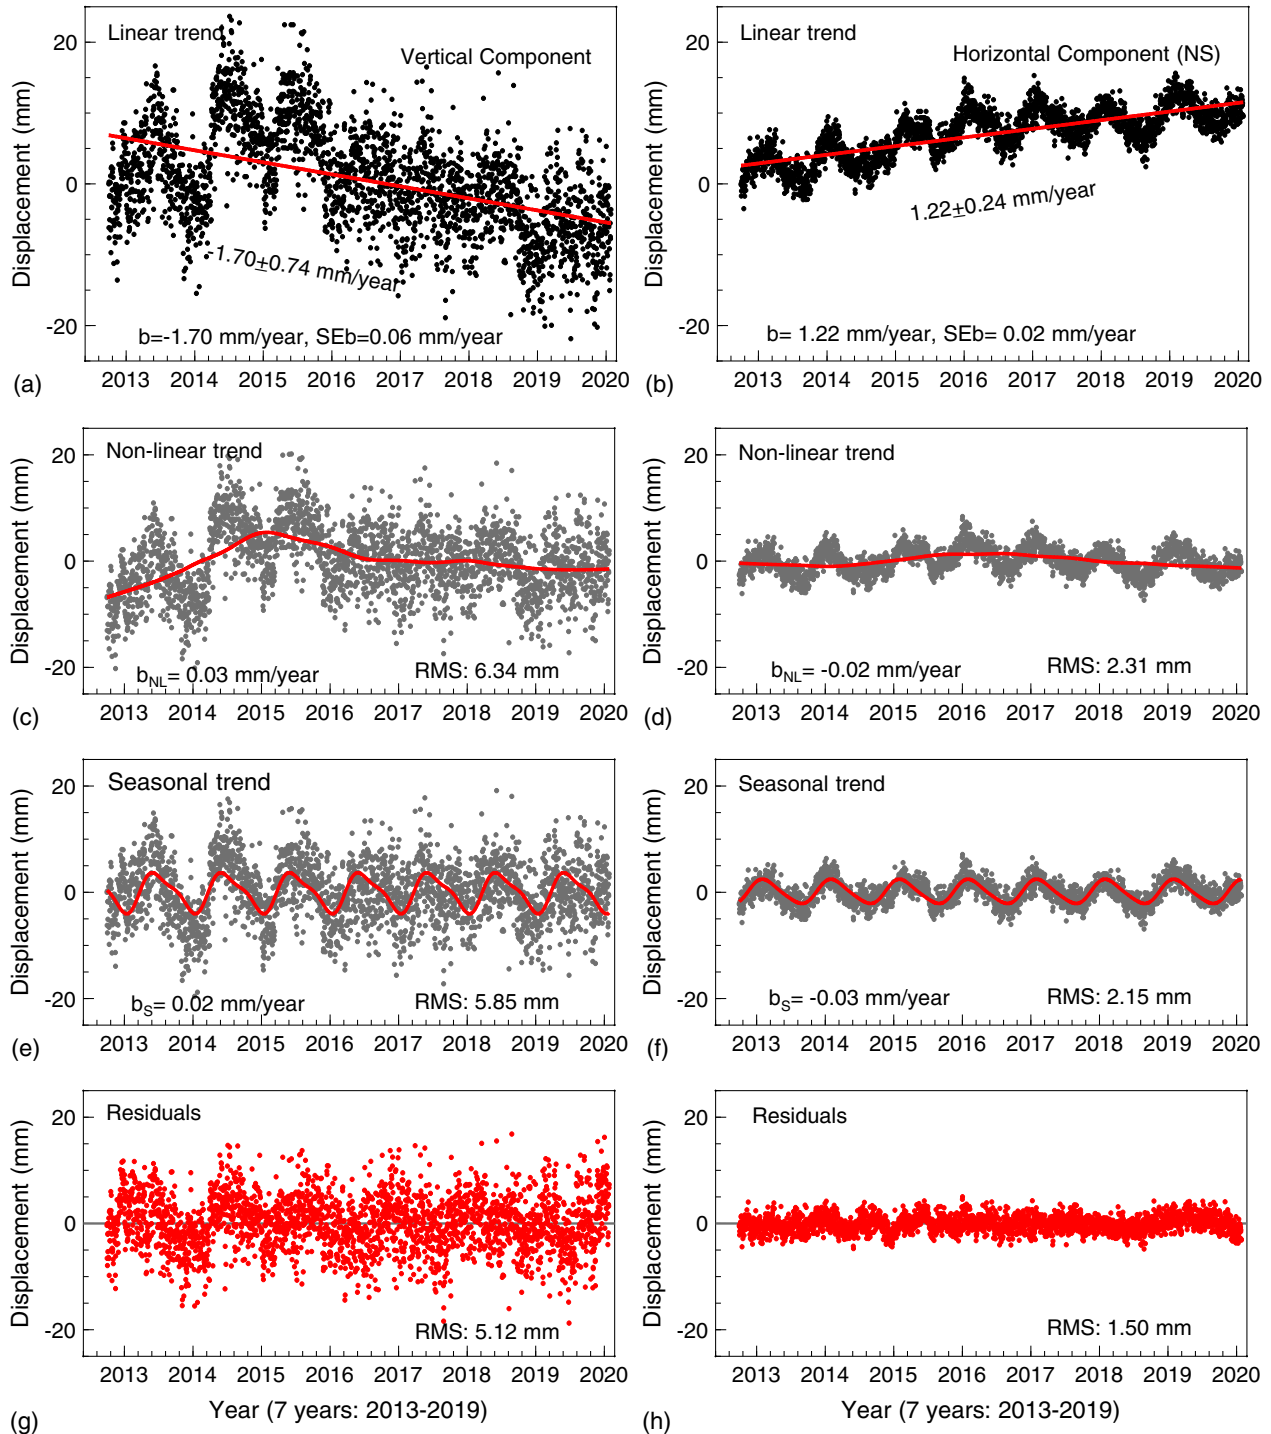 Linear trend
Vertical Component
Displacement (mm)
20
0
-20
-1.70±0.74 mm/year
b=-1.70 mm/year, SEb=0.06 mm/year
2013 2014 2015 2016 2017 2018 2019 2020
(a)
Linear trend
Horizontal Component (NS)
Displacement (mm)
20
0
-20
1.22±0.24 mm/year
b= 1.22 mm/year, SEb= 0.02 mm/year
2013 2014 2015 2016 2017 2018 2019 2020
(b)
Non-linear trend
Displacement (mm)
20
0
-20
bNL= 0.03 mm/year RMS: 6.34 mm
2013 2014 2015 2016 2017 2018 2019 2020
(c)
Non-linear trend
Displacement (mm)
20
0
-20
bNL= -0.02 mm/year RMS: 2.31 mm
2013 2014 2015 2016 2017 2018 2019 2020
(d)
Seasonal trend
Displacement (mm)
20
0
-20
bS= 0.02 mm/year RMS: 5.85 mm
2013 2014 2015 2016 2017 2018 2019 2020
(e)
Seasonal trend
Displacement (mm)
20
0
-20
bS= -0.03 mm/year RMS: 2.15 mm
2013 2014 2015 2016 2017 2018 2019 2020
(f)
Residuals
Displacement (mm)
20
0
-20
RMS: 5.12 mm
2013 2014 2015 2016 2017 2018 2019 2020
Year (7 years: 2013-2019)
(g)
Residuals
Displacement (mm)
20
0
-20
RMS: 1.50 mm
2013 2014 2015 2016 2017 2018 2019 2020
Year (7 years: 2013-2019)
(h)